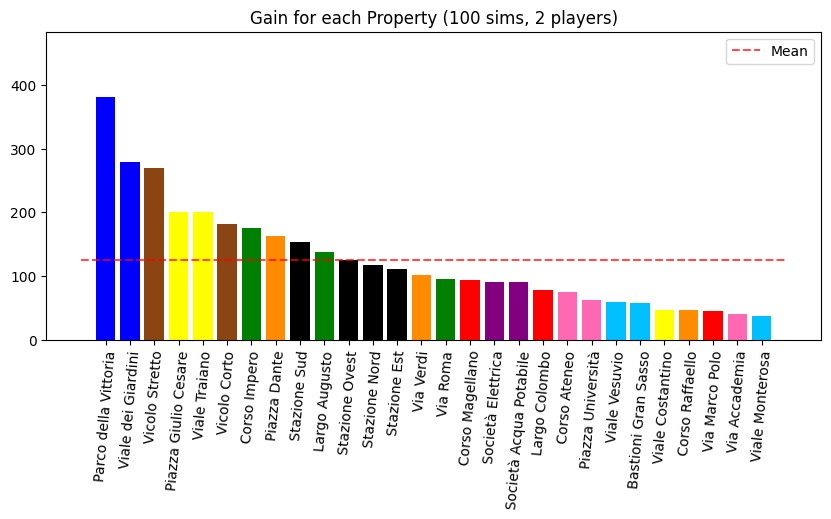 Gain for each Property (100 sims, 2 players)
Mean
400
300
200
100
0
Parco della Vittoria
Viale dei Giardini
Vicolo Stretto
Piazza Giulio Cesare
Viale Traiano
Vicolo Corto
Corso Impero
Piazza Dante
Stazione Sud
Largo Augusto
Stazione Ovest
Stazione Nord
Stazione Est
Via Verdi
Via Roma
Corso Magellano
Società Elettrica
Società Acqua Potabile
Largo Colombo
Corso Ateneo
Piazza Università
Viale Vesuvio
Bastioni Gran Sasso
Viale Costantino
Corso Raffaello
Via Marco Polo
Via Accademia
Viale Monterosa